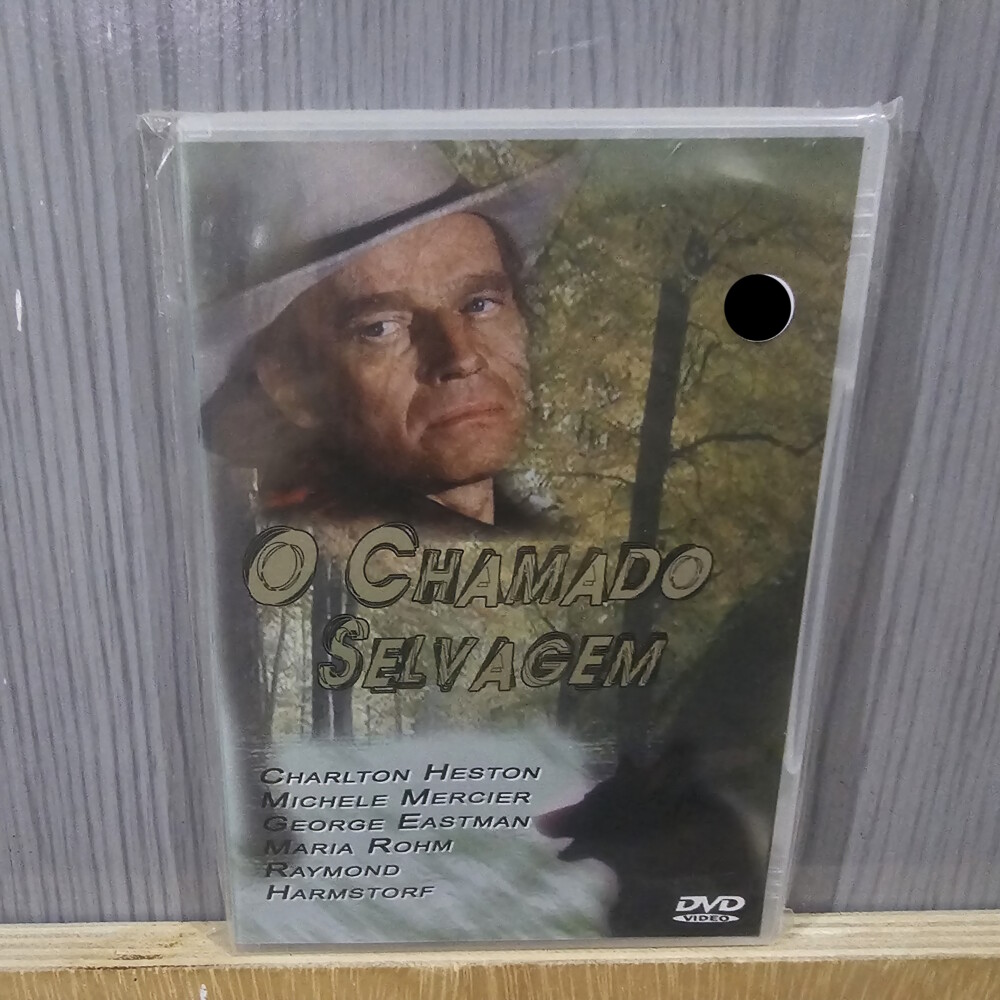 O CHAMADO
SELVAGEM
CHARLTON HESTON
MICHELE MERCIER
GEORGE EASTMAN
MARIA ROHM
RAYMOND
HARMSTORF
DVD
VIDEO